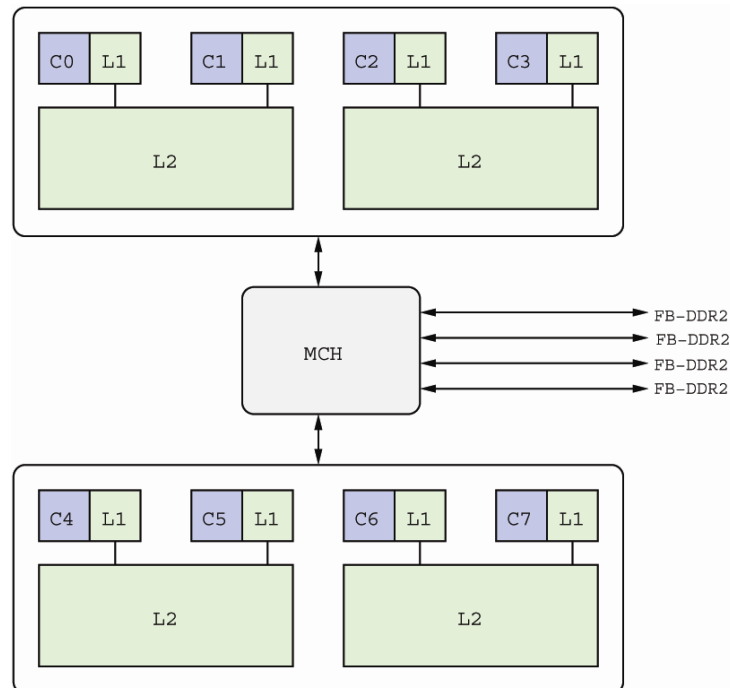 C0 L1 C1 L1 C2 L1 C3 L1
L2 L2
FB-DDR2
FB-DDR2
MCH
FB-DDR2
FB-DDR2
C4 L1 C5 L1 C6 L1 C7 L1
L2 L2